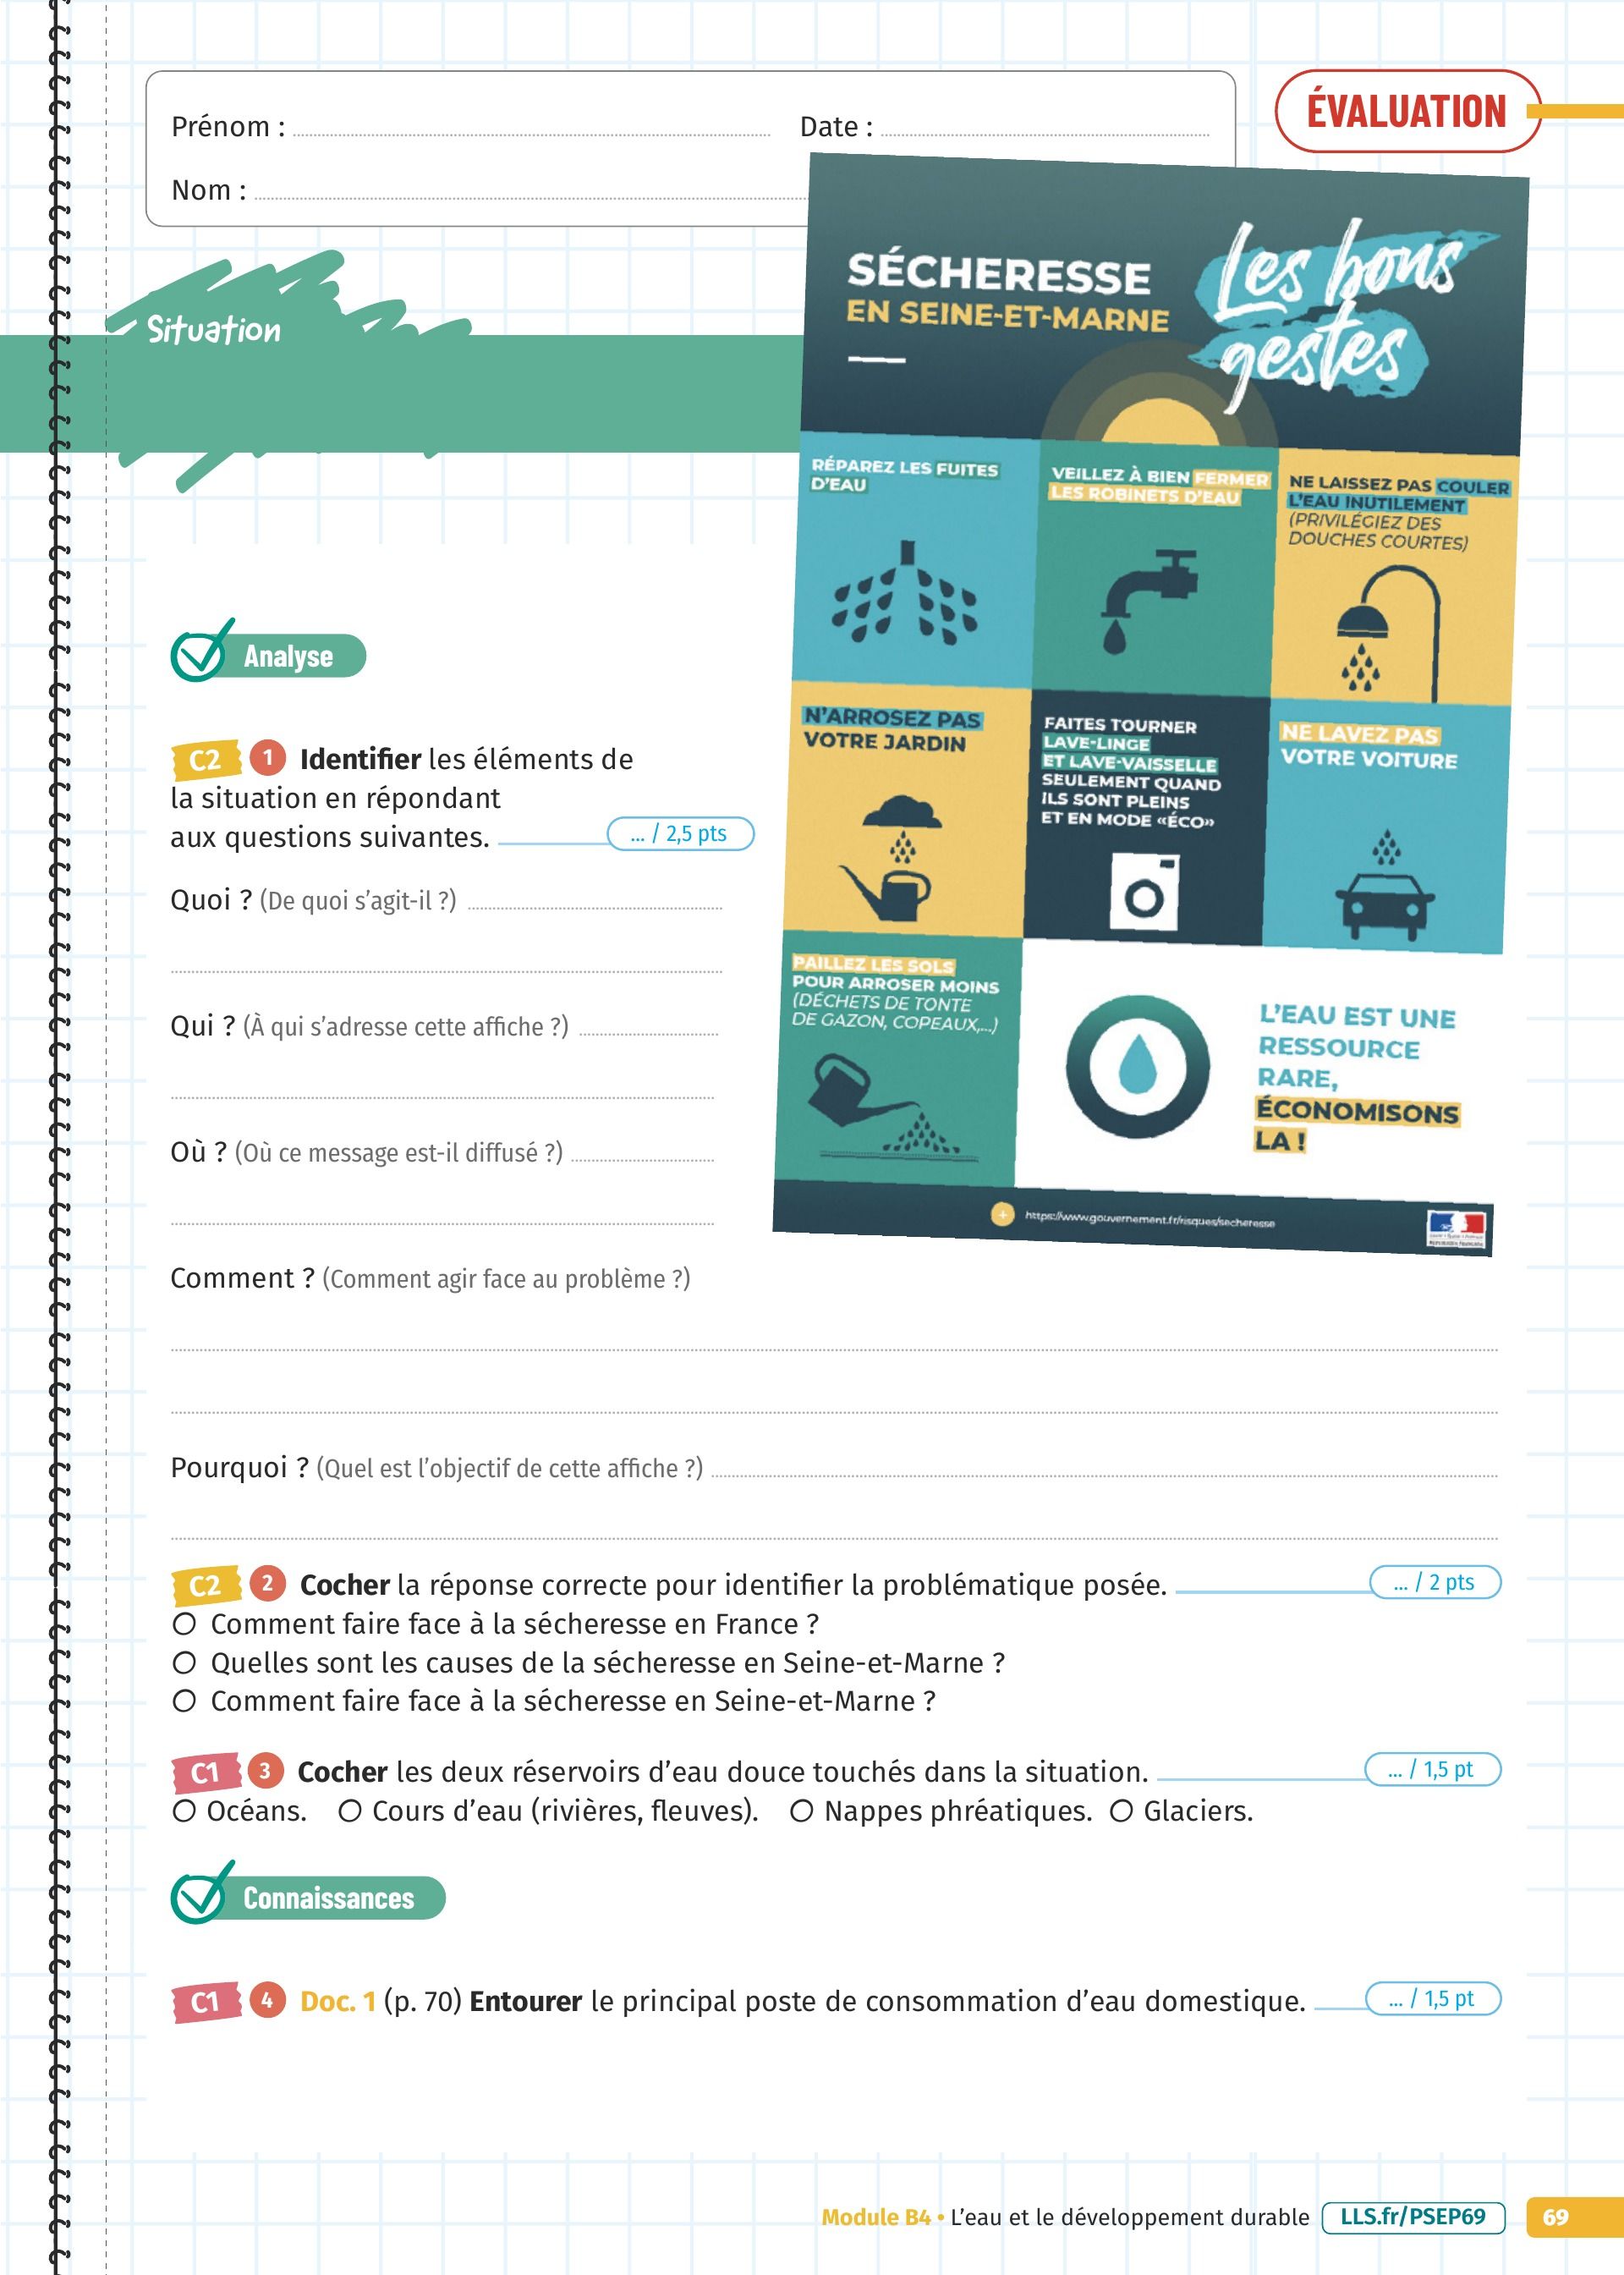 Prénom :
Date :
ÉVALUATION
Nom :
Situation
SÉCHERESSE
EN SEINE-ET-MARNE
Les bons
gestes
RÉPAREZ LES FUITES
D'EAU
VEILLEZ À BIEN FERMER
LES ROBINETS D'EAU
NE LAISSEZ PAS COULER
L'EAU INUTILEMENT
(PRIVILÉGIEZ DES
DOUCHES COURTES)
N'ARROSEZ PAS
VOTRE JARDIN
FAITES TOURNER
LAVE-LINGE
ET LAVE-VAISSELLE
SEULEMENT QUAND
ILS SONT PLEINS
ET EN MODE «ÉCO»
NE LAVEZ PAS
VOTRE VOITURE
PAILLEZ LES SOLS
POUR ARROSER MOINS
(DÉCHETS DE TONTE
DE GAZON, COPEAUX,...)
L'EAU EST UNE
RESSOURCE
RARE,
ÉCONOMISONS
LA !
https://www.gouvernement.fr/risques/secheresse
Analyse
C2 1 Identifier les éléments de
la situation en répondant
aux questions suivantes. ... / 2,5 pts
Quoi ? (De quoi s'agit-il ?)
Qui ? (À qui s'adresse cette affiche ?)
Où ? (Où ce message est-il diffusé ?)
Comment ? (Comment agir face au problème ?)
Pourquoi ? (Quel est l'objectif de cette affiche ?)
C2 2 Cocher la réponse correcte pour identifier la problématique posée. ... / 2 pts
Comment faire face à la sécheresse en France ?
Quelles sont les causes de la sécheresse en Seine-et-Marne ?
Comment faire face à la sécheresse en Seine-et-Marne ?
C1 3 Cocher les deux réservoirs d'eau douce touchés dans la situation. ... / 1,5 pt
Océans. Cours d'eau (rivières, fleuves). Nappes phréatiques. Glaciers.
Connaissances
C1 4 Doc. 1 (p. 70) Entourer le principal poste de consommation d'eau domestique. ... / 1,5 pt
Module B4 • L'eau et le développement durable LLS.fr/PSEP69 69